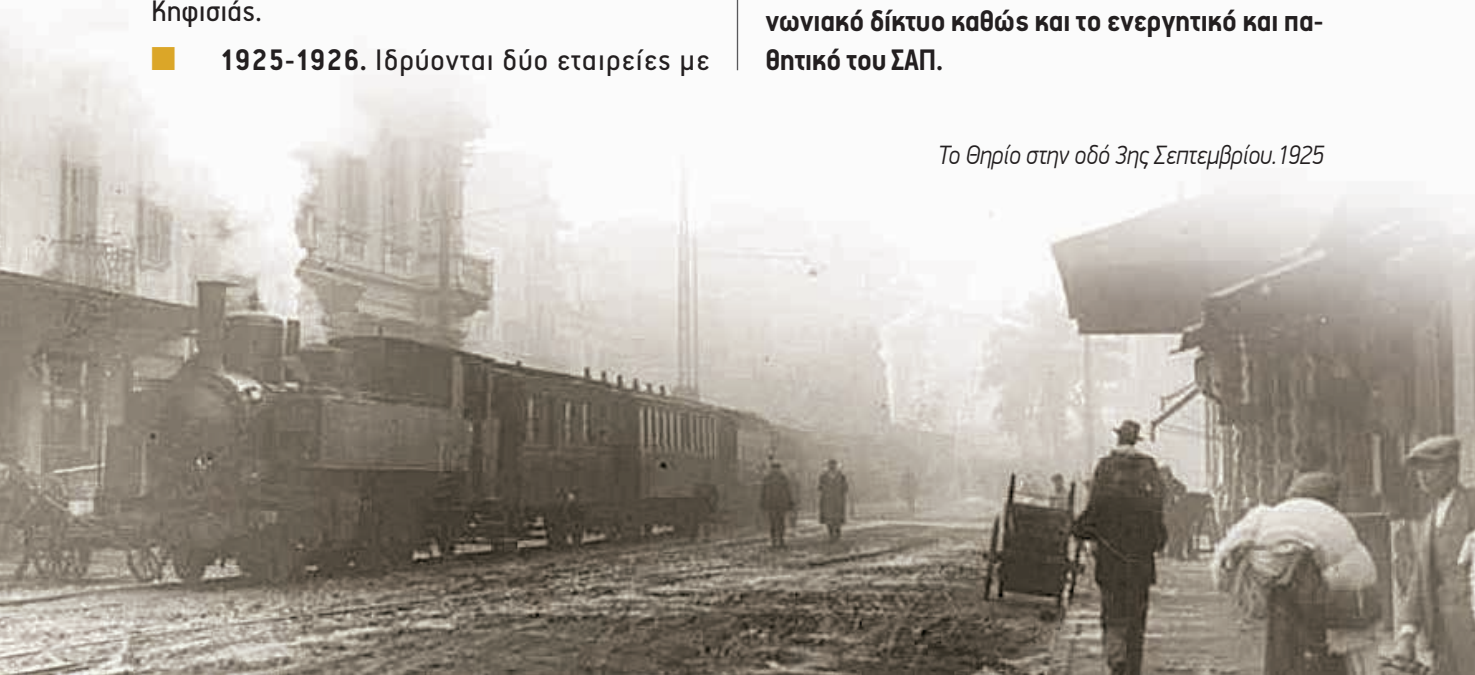 Κηφισιάς.
1925-1926. Ιδρύονται δύο εταιρείες με
νωνιακό δίκτυο καθώς και το ενεργητικό και πα-
θητικό του ΣΑΠ.
Το Θηρίο στην οδό 3ης Σεπτεμβρίου.1925